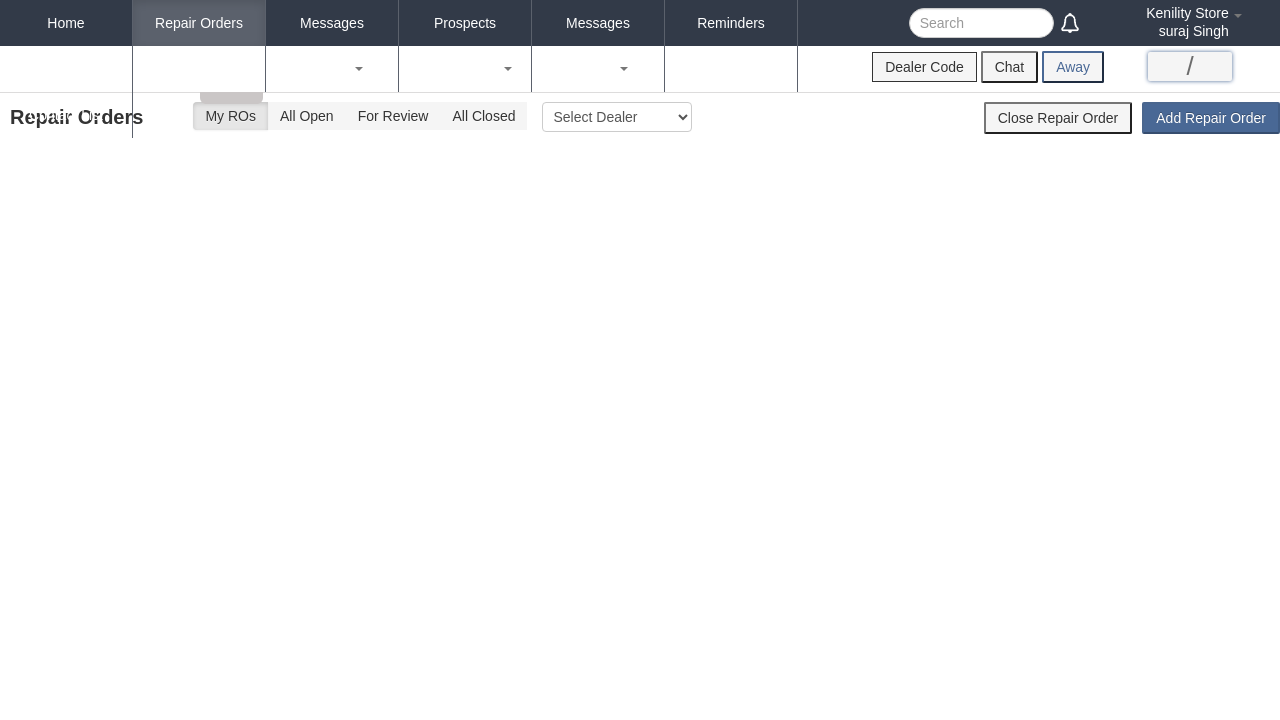 Home
Repair Orders
Messages
Prospects
Messages
Reminders
Search
Kenility Store
suraj Singh
Dealer Code
Chat
Away
/
Repair Orders
My ROs
All Open
For Review
All Closed
Select Dealer
Close Repair Order
Add Repair Order